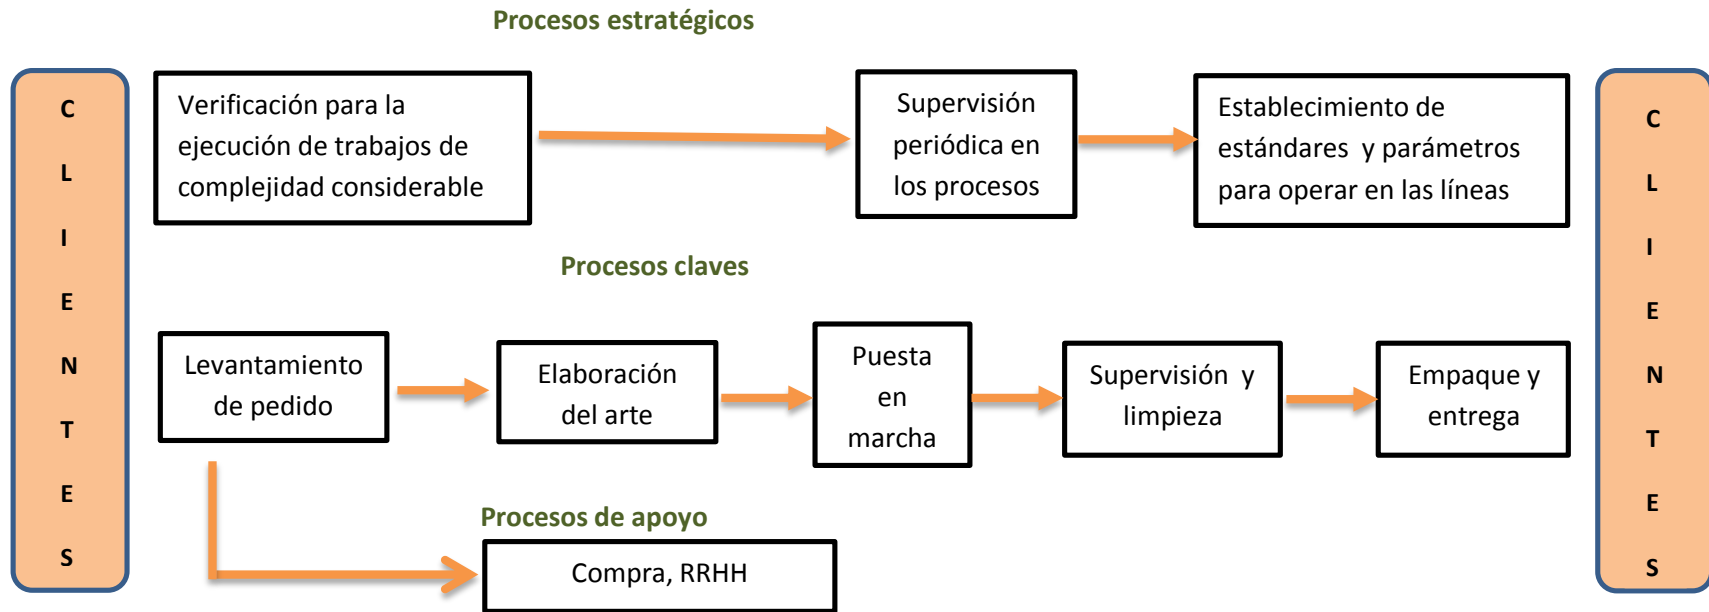 Procesos estratégicos
C
L
I
E
N
T
E
S
Verificación para la
ejecución de trabajos de
complejidad considerable
Supervisión
periódica en
los procesos
Establecimiento de
estándares y parámetros
para operar en las líneas
C
L
I
E
N
T
E
S
Procesos claves
Levantamiento
de pedido
Elaboración
del arte
Puesta
en
marcha
Supervisión y
limpieza
Empaque y
entrega
Procesos de apoyo
Compra, RRHH